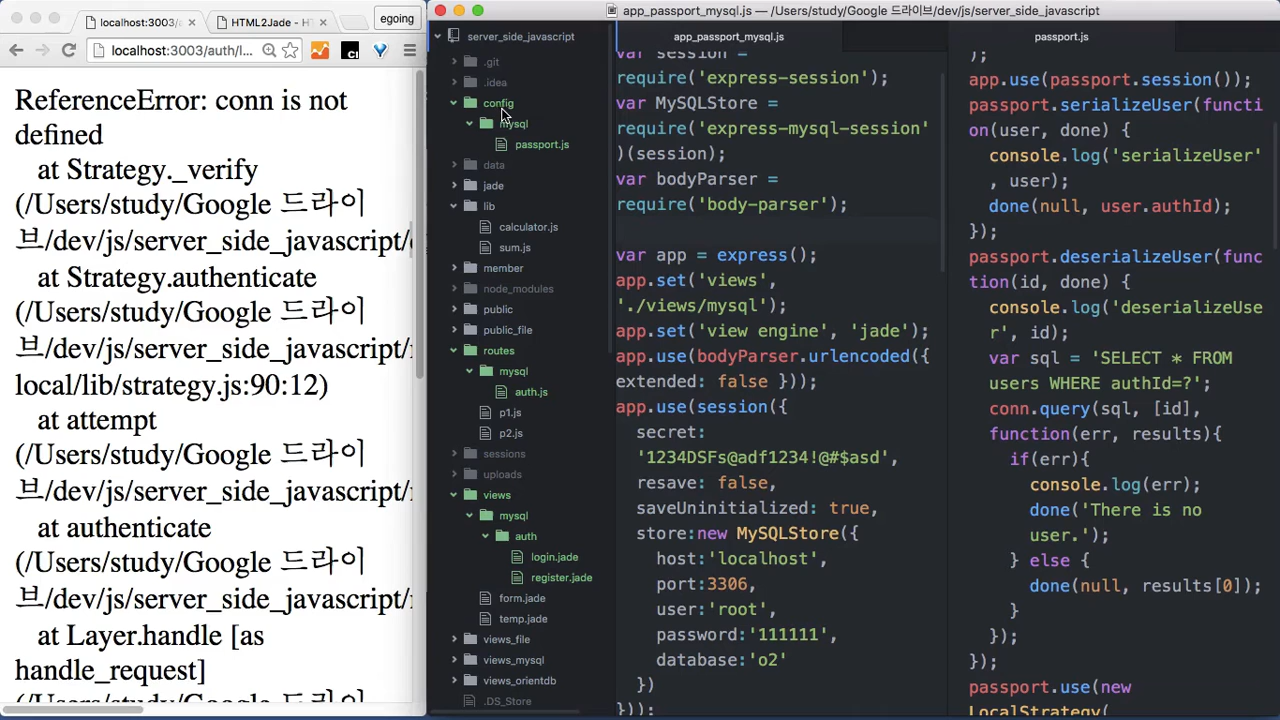 localhost:3003/a
HTML2Jade - H
egoing
localhost:3003/auth/l
ReferenceError: conn is not
defined
at Strategy._verify
(/Users/study/Google 드라이
브/dev/js/server_side_javascript/
at Strategy.authenticate
(/Users/study/Google 드라이
브/dev/js/server_side_javascript/
local/lib/strategy.js:90:12)
at attempt
(/Users/study/Google 드라이
브/dev/js/server_side_javascript/
at authenticate
(/Users/study/Google 드라이
브/dev/js/server_side_javascript/
at Layer.handle [as
handle_request]
(/Users/study/Google 드라이
app_passport_mysql.js — /Users/study/Google 드라이브/dev/js/server_side_javascript
server_side_javascript
.git
.idea
config
mysql
passport.js
data
jade
lib
calculator.js
sum.js
member
node_modules
public
public_file
routes
mysql
auth.js
p1.js
p2.js
sessions
uploads
views
mysql
auth
login.jade
register.jade
form.jade
temp.jade
views_file
views_mysql
views_orientdb
.DS_Store
app_passport_mysql.js
var session =
require('express-session');
var MySQLStore =
require('express-mysql-session'
)(session);
var bodyParser =
require('body-parser');
var app = express();
app.set('views',
'./views/mysql');
app.set('view engine', 'jade');
app.use(bodyParser.urlencoded({
extended: false }));
app.use(session({
secret:
'1234DSFs@adf1234!@#$asd',
resave: false,
saveUninitialized: true,
store:new MySQLStore({
host:'localhost',
port:3306,
user:'root',
password:'111111',
database:'o2'
})
}));
passport.js
);
app.use(passport.session());
passport.serializeUser(functi
on(user, done) {
console.log('serializeUser'
, user);
done(null, user.authId);
});
passport.deserializeUser(func
tion(id, done) {
console.log('deserializeUse
r', id);
var sql = 'SELECT * FROM
users WHERE authId=?';
conn.query(sql, [id],
function(err, results){
if(err){
console.log(err);
done('There is no
user.');
} else {
done(null, results[0]);
}
});
});
passport.use(new
LocalStrategy(